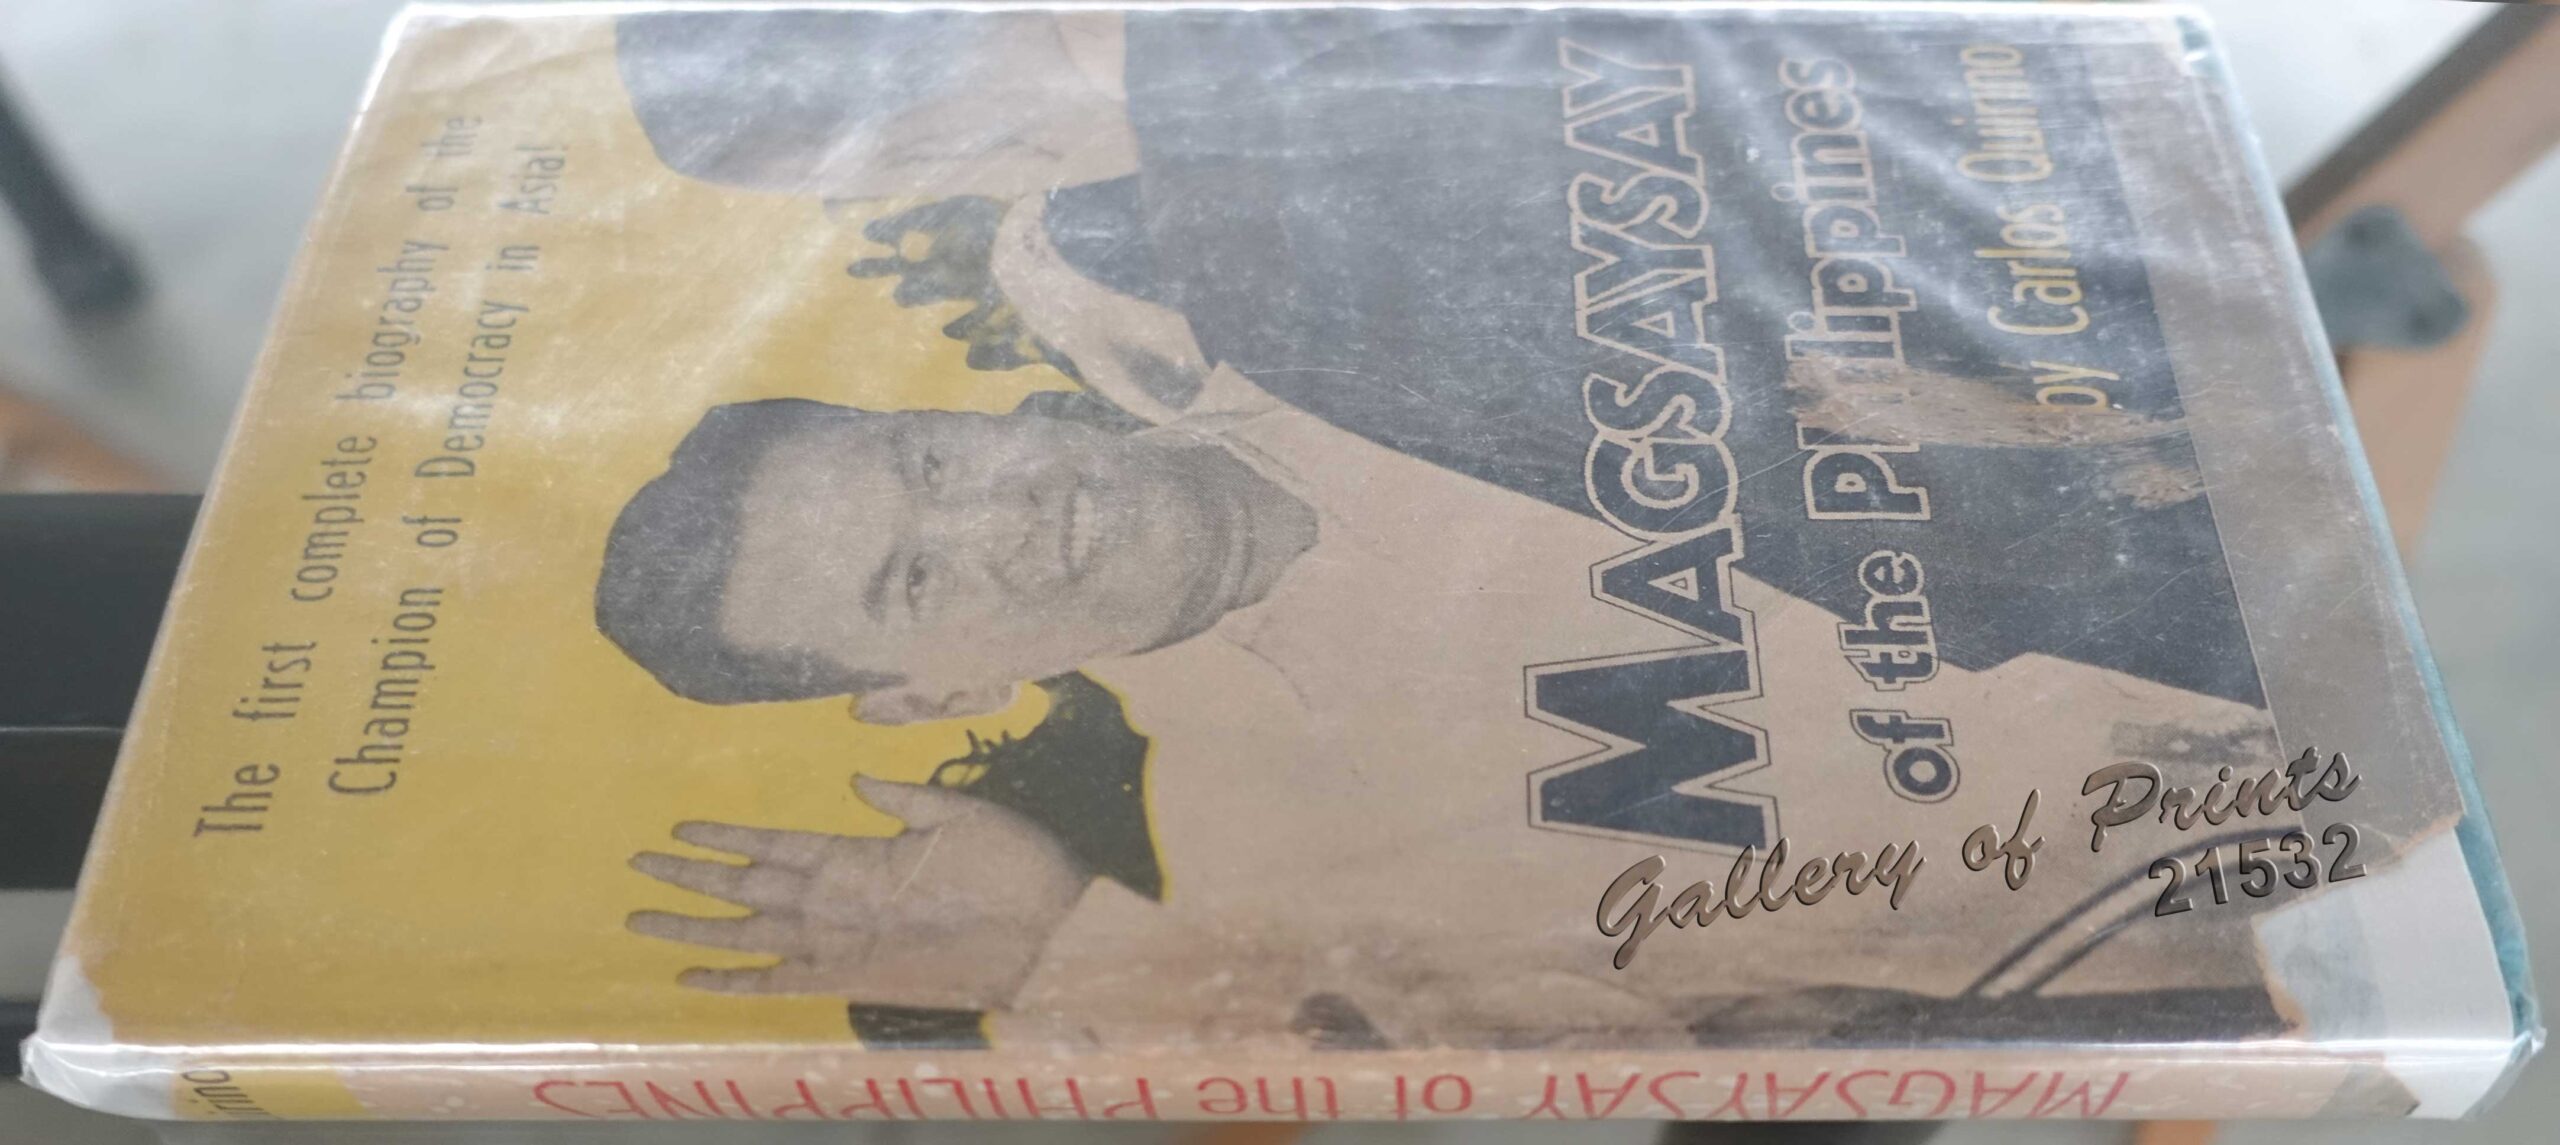 The first complete biography of the
Champion of Democracy in Asia!
MAGSAYSAY
of the Philippines
by Carlos Quirino
Gallery of Prints
21532
MAGSAYSAY of the PHILIPPINES